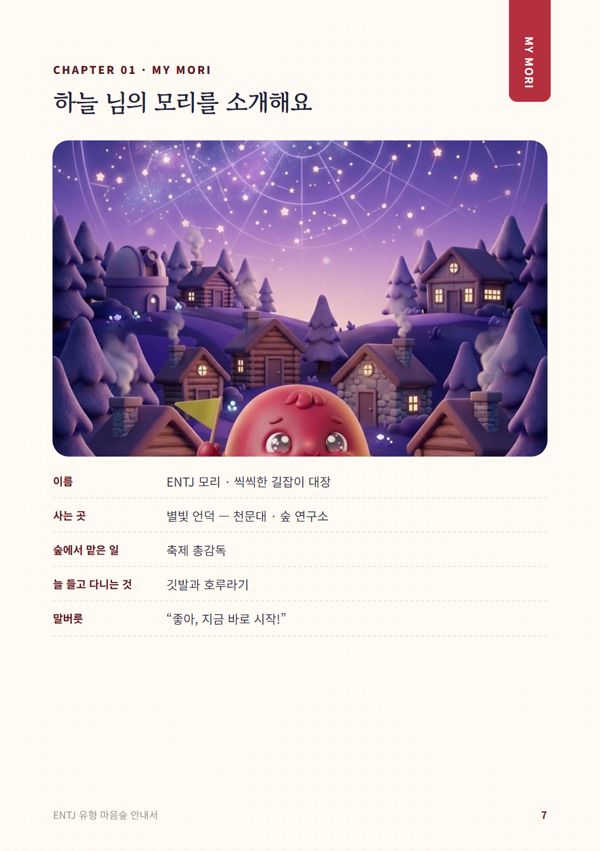 MY MORI
CHAPTER 01 · MY MORI
하늘 님의 모리를 소개해요
이름 ENTJ 모리 · 씩씩한 길잡이 대장
사는 곳 별빛 언덕 — 천문대 · 숲 연구소
숲에서 맡은 일 축제 총감독
늘 들고 다니는 것 깃발과 호루라기
말버릇 “좋아, 지금 바로 시작!”
ENTJ 유형 마음숲 안내서 7